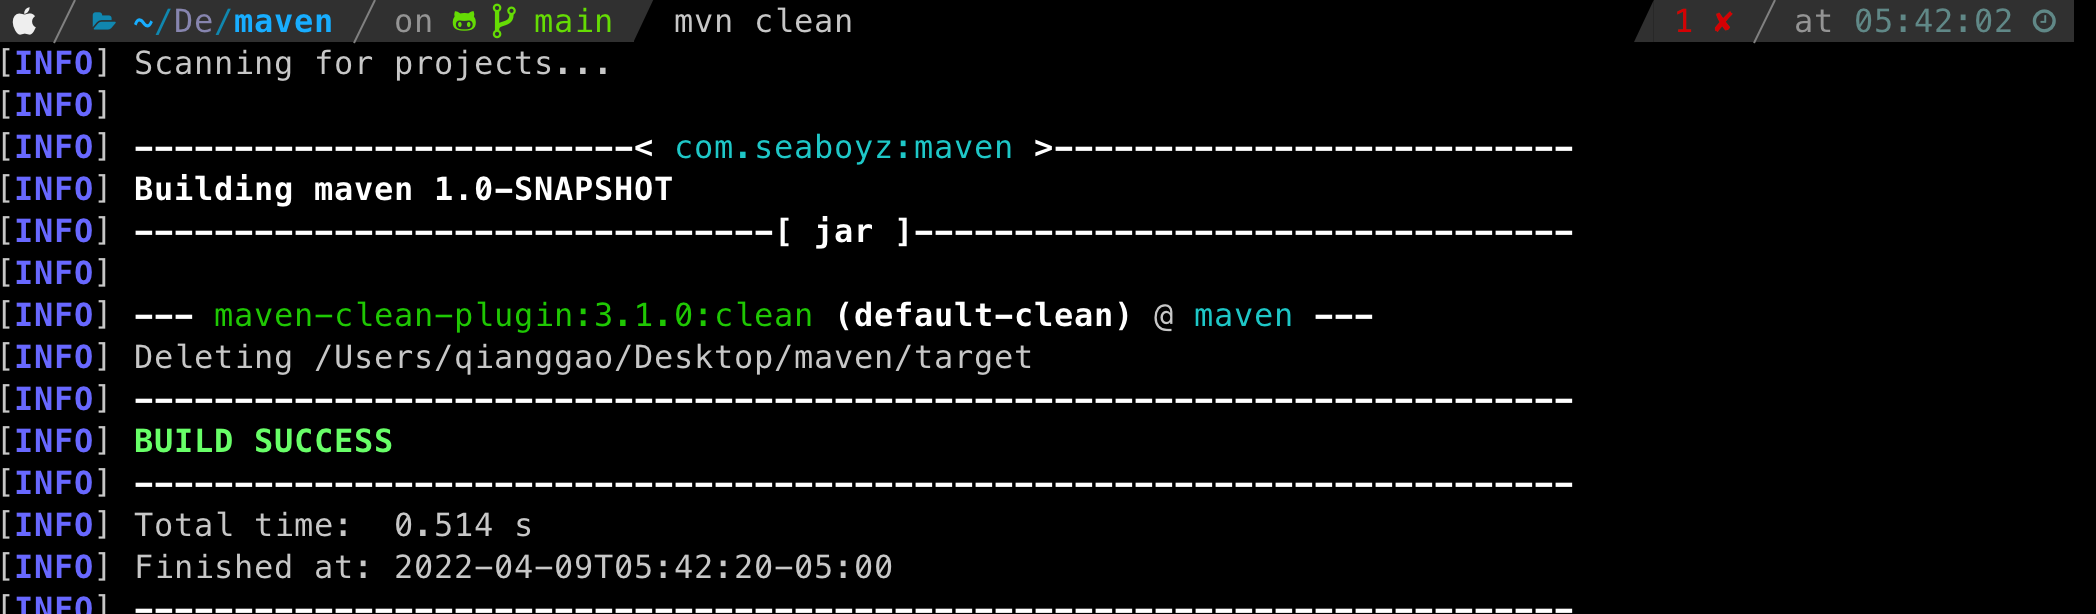 ~/De/maven on main mvn clean 1 ✘ at 05:42:02
[INFO] Scanning for projects...
[INFO]
[INFO] -------------------------< com.seaboyz:maven >--------------------------
[INFO] Building maven 1.0-SNAPSHOT
[INFO] --------------------------------[ jar ]---------------------------------
[INFO]
[INFO] --- maven-clean-plugin:3.1.0:clean (default-clean) @ maven ---
[INFO] Deleting /Users/qianggao/Desktop/maven/target
[INFO] ------------------------------------------------------------------------
[INFO] BUILD SUCCESS
[INFO] ------------------------------------------------------------------------
[INFO] Total time:  0.514 s
[INFO] Finished at: 2022-04-09T05:42:20-05:00
[INFO] ------------------------------------------------------------------------